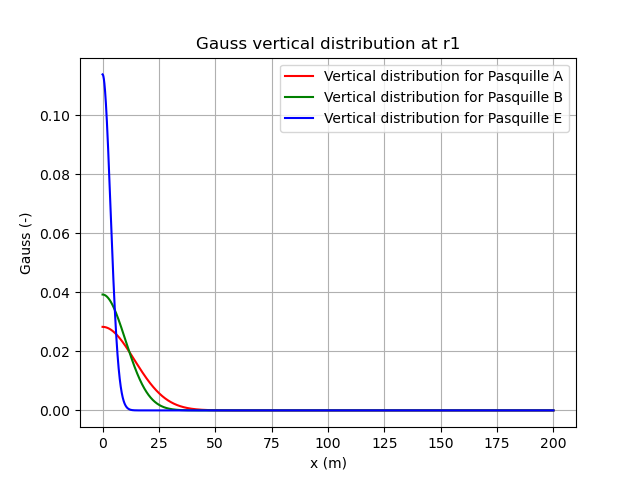 Gauss vertical distribution at r1
Vertical distribution for Pasquille A
Vertical distribution for Pasquille B
Vertical distribution for Pasquille E
Gauss (-)
0.10
0.08
0.06
0.04
0.02
0.00
0 25 50 75 100 125 150 175 200
x (m)